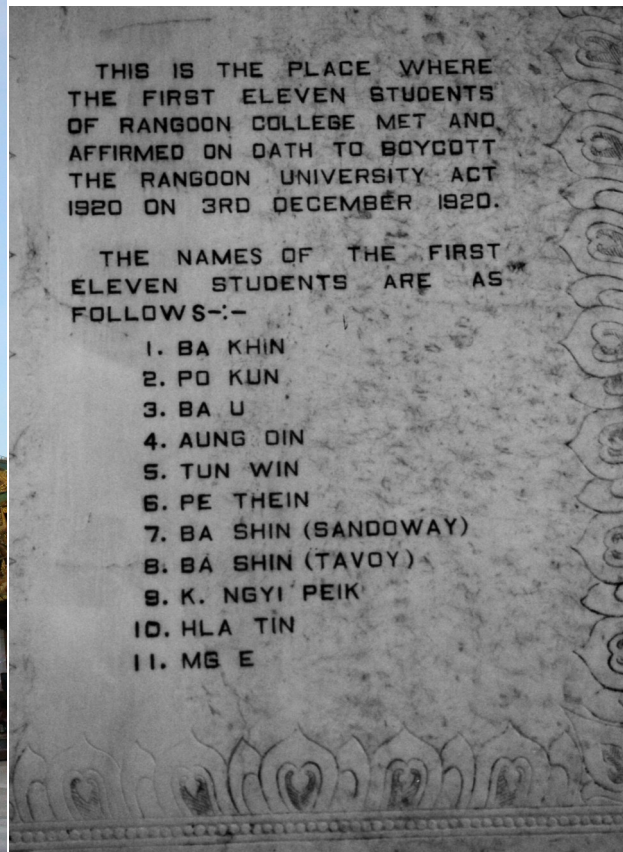 THIS IS THE PLACE WHERE
THE FIRST ELEVEN STUDENTS
OF RANGOON COLLEGE MET AND
AFFIRMED ON OATH TO BOYCOTT
THE RANGOON UNIVERSITY ACT
1920 ON 3RD DECEMBER 1920.
THE NAMES OF THE FIRST
ELEVEN STUDENTS ARE AS
FOLLOWS-:-
1. BA KHIN
2. PO KUN
3. BA U
4. AUNG DIN
5. TUN WIN
6. PE THEIN
7. BA SHIN (SANDOWAY)
8. BA SHIN (TAVOY)
9. K. NGYI PEIK
10. HLA TIN
11. MG E